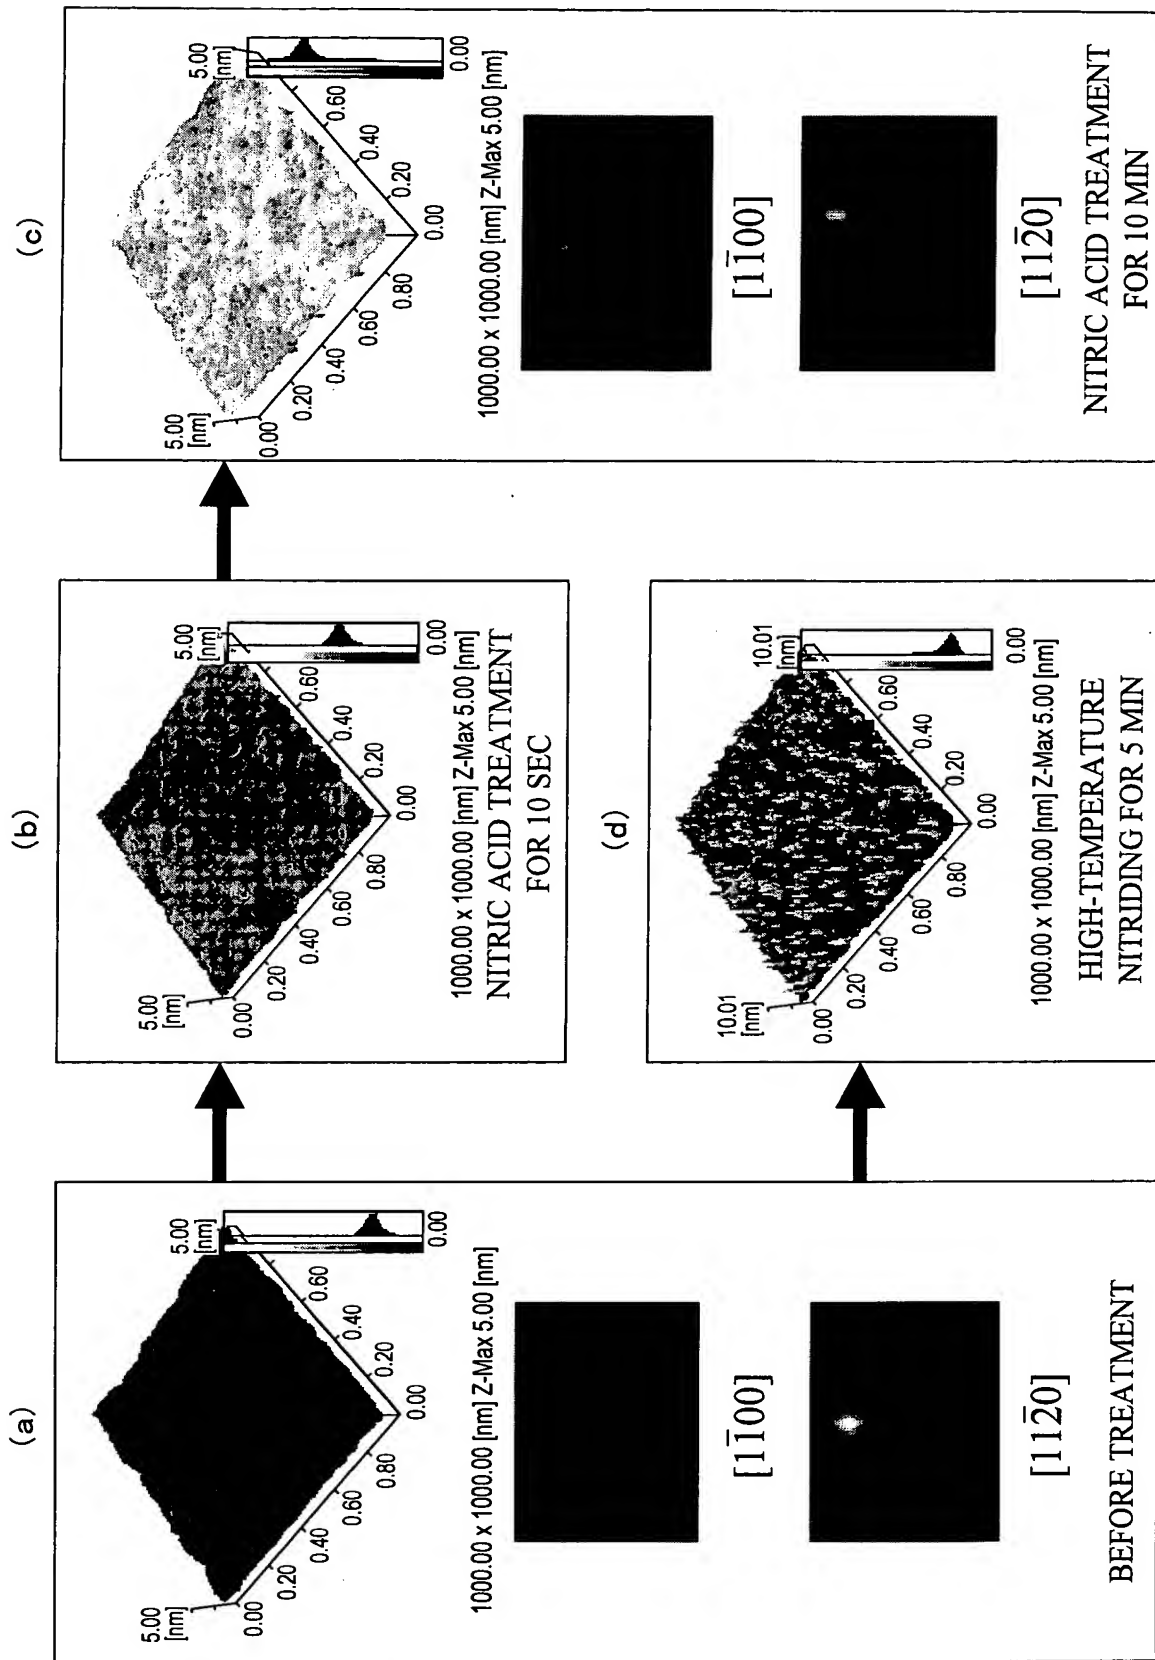 (a)
5.00
[nm]
5.00
[nm]
0.00
0.00
0.20
0.40
0.60
0.80
0.00
0.20
0.40
0.60
1000.00 x 1000.00 [nm] Z-Max 5.00 [nm]
[11̄00]
[112̄0]
BEFORE TREATMENT
(b)
5.00
[nm]
5.00
[nm]
0.00
0.00
0.20
0.40
0.60
0.80
0.00
0.20
0.40
0.60
1000.00 x 1000.00 [nm] Z-Max 5.00 [nm]
NITRIC ACID TREATMENT
FOR 10 SEC
(c)
5.00
[nm]
5.00
[nm]
0.00
0.00
0.20
0.40
0.60
0.80
0.00
0.20
0.40
0.60
1000.00 x 1000.00 [nm] Z-Max 5.00 [nm]
[11̄00]
[112̄0]
NITRIC ACID TREATMENT
FOR 10 MIN
(d)
10.01
[nm]
10.01
[nm]
0.00
0.00
0.20
0.40
0.60
0.80
0.00
0.20
0.40
0.60
1000.00 x 1000.00 [nm] Z-Max 5.00 [nm]
HIGH-TEMPERATURE
NITRIDING FOR 5 MIN